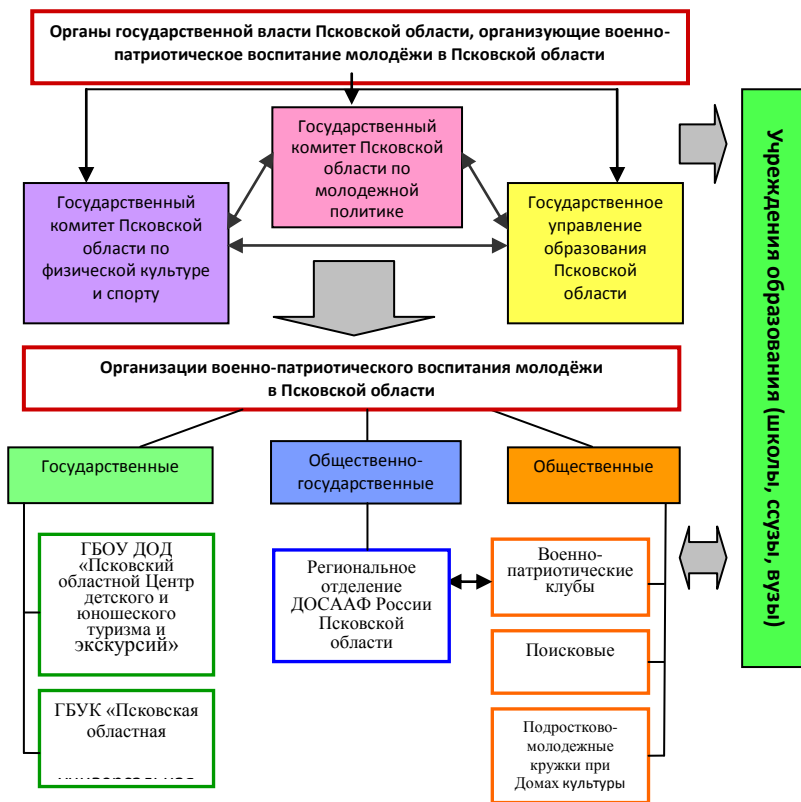 Органы государственной власти Псковской области, организующие военно-
патриотическое воспитание молодёжи в Псковской области
Государственный
комитет Псковской
области по
молодежной
политике
Государственный
комитет Псковской
области по
физической культуре
и спорту
Государственное
управление
образования
Псковской
области
Учреждения образования (школы, ссузы, вузы)
Организации военно-патриотического воспитания молодёжи
в Псковской области
Государственные
Общественно-
государственные
Общественные
ГБОУ ДОД
«Псковский
областной Центр
детского и
юношеского
туризма и
экскурсий»
Региональное
отделение
ДОСААФ России
Псковской
области
Военно-
патриотические
клубы
Поисковые
ГБУК «Псковская
областная
Подростково-
молодежные
кружки при
Домах культуры